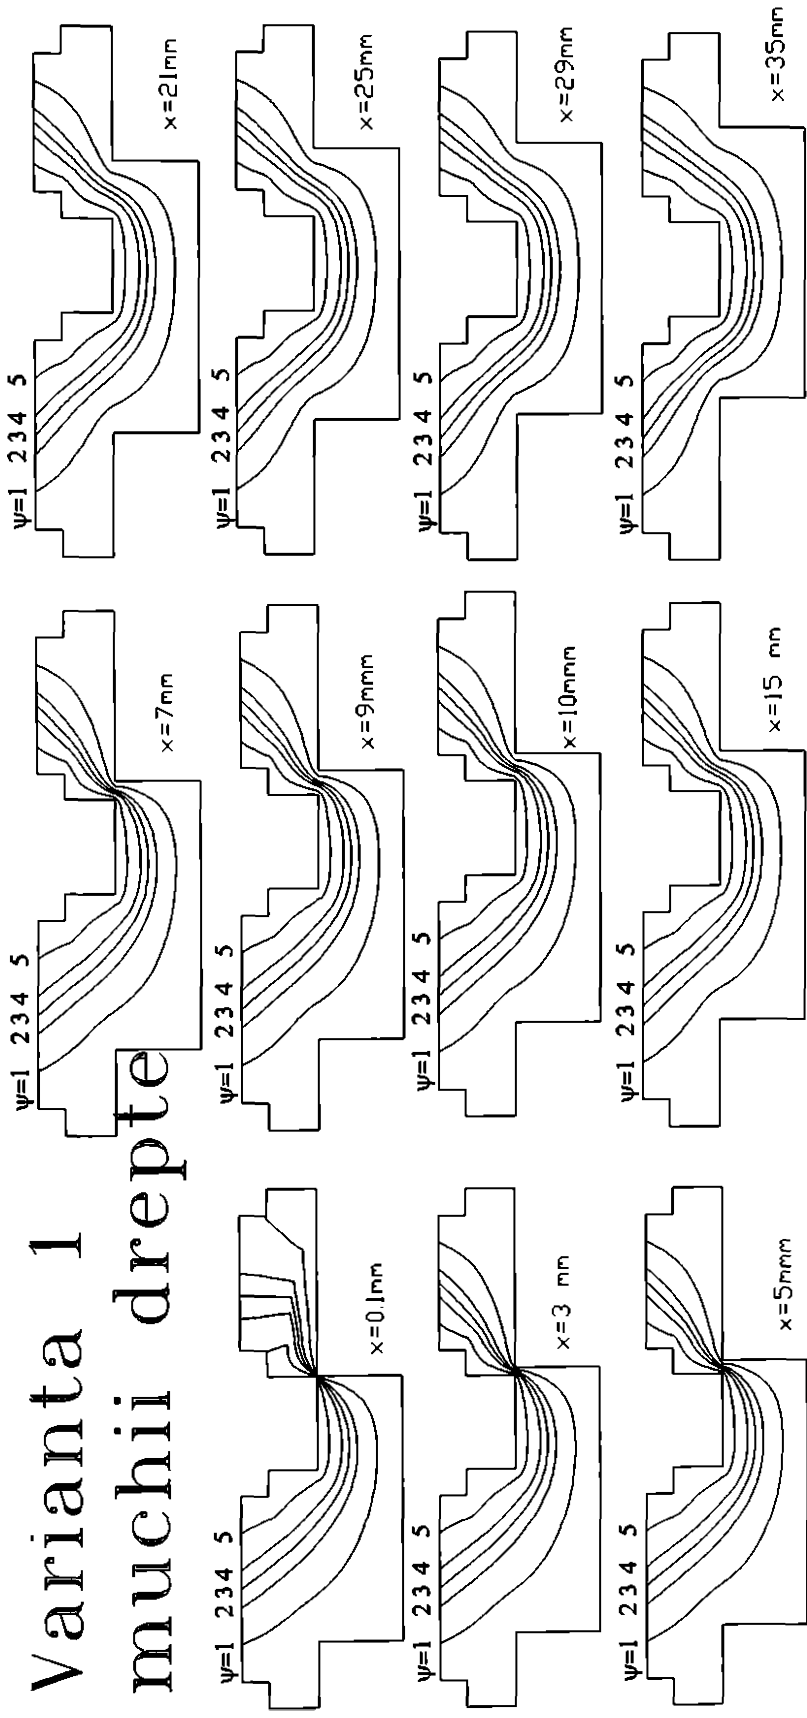 Varianta 1
muchii drepte
ψ=1 2 3 4 5
x=0.1mm
ψ=1 2 3 4 5
x=3 mm
ψ=1 2 3 4 5
x=5mm
ψ=1 2 3 4 5
x=7mm
ψ=1 2 3 4 5
x=9mm
ψ=1 2 3 4 5
x=10mm
ψ=1 2 3 4 5
x=15 mm
ψ=1 2 3 4 5
x=21mm
ψ=1 2 3 4 5
x=25mm
ψ=1 2 3 4 5
x=29mm
ψ=1 2 3 4 5
x=35mm